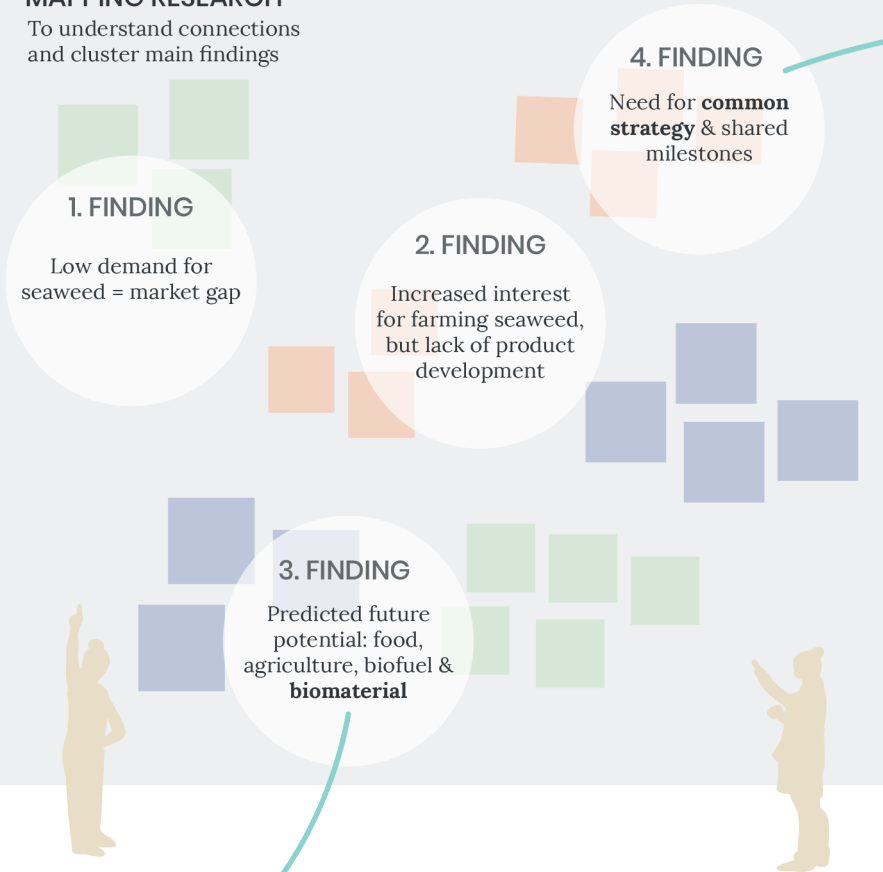 MAPPING RESEARCH
To understand connections
and cluster main findings
1. FINDING
Low demand for
seaweed = market gap
2. FINDING
Increased interest
for farming seaweed,
but lack of product
development
3. FINDING
Predicted future
potential: food,
agriculture, biofuel &
biomaterial
4. FINDING
Need for common
strategy & shared
milestones